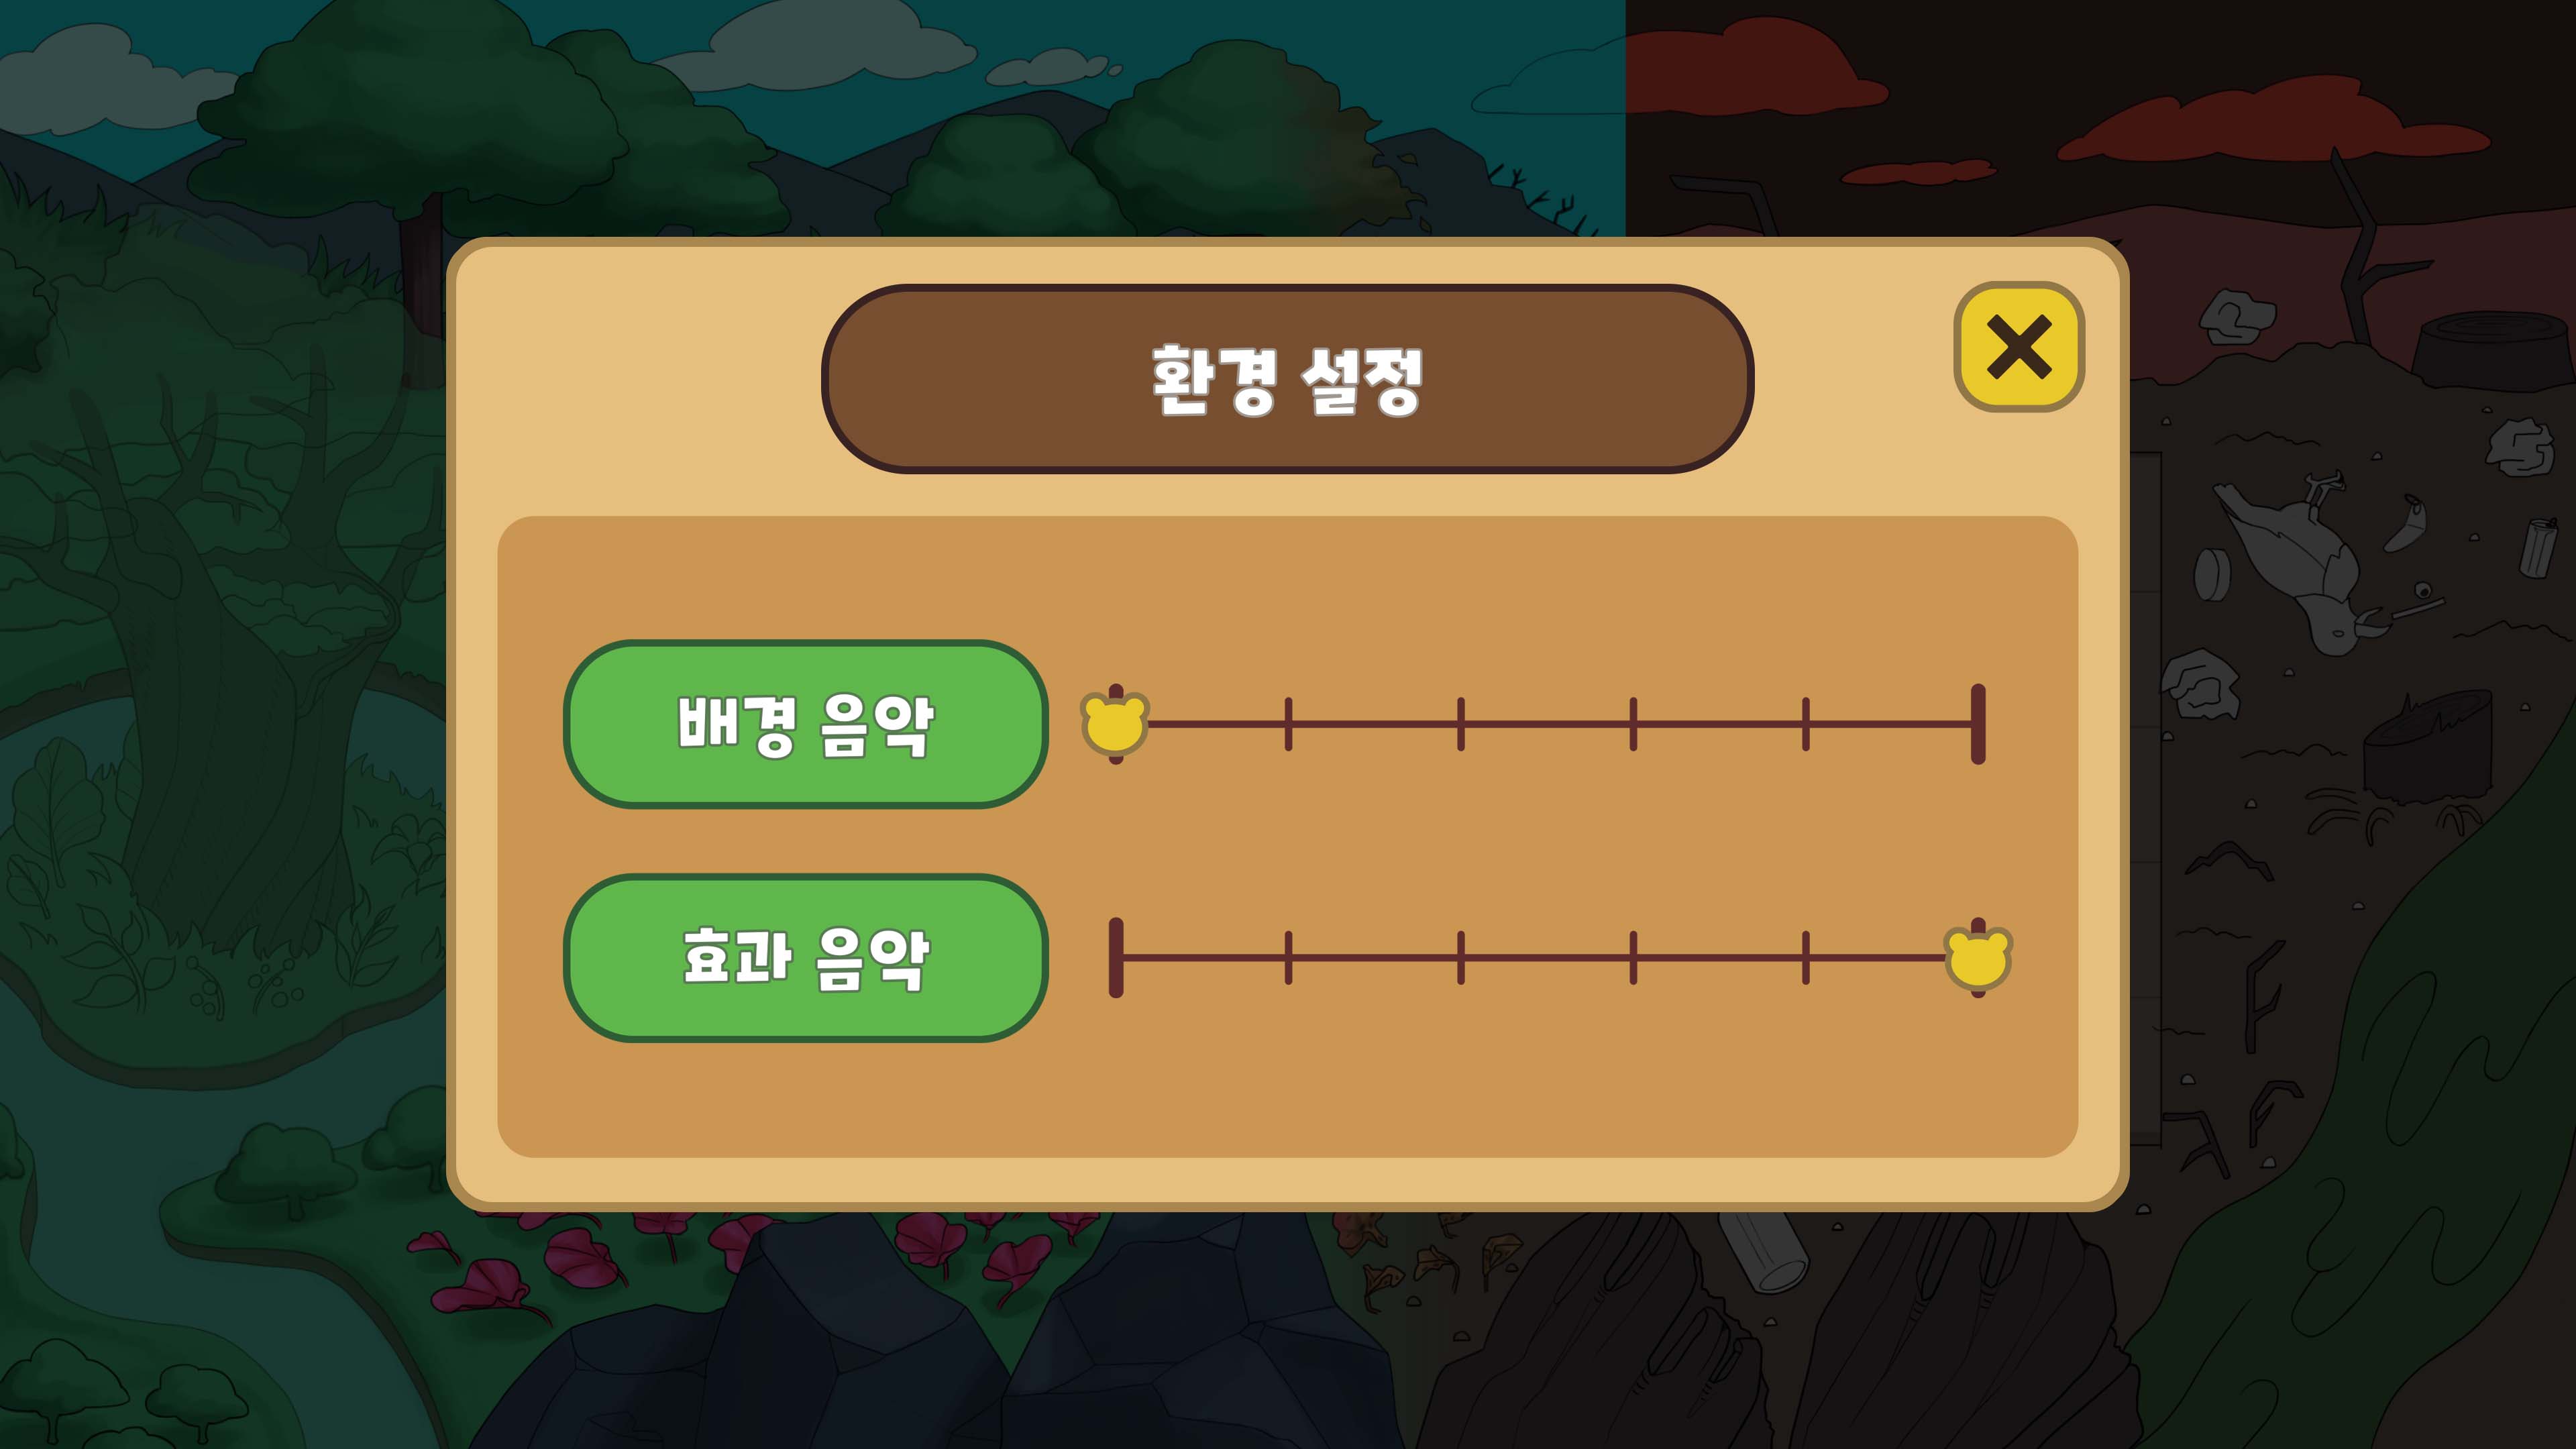 환경 설정
배경 음악
효과 음악